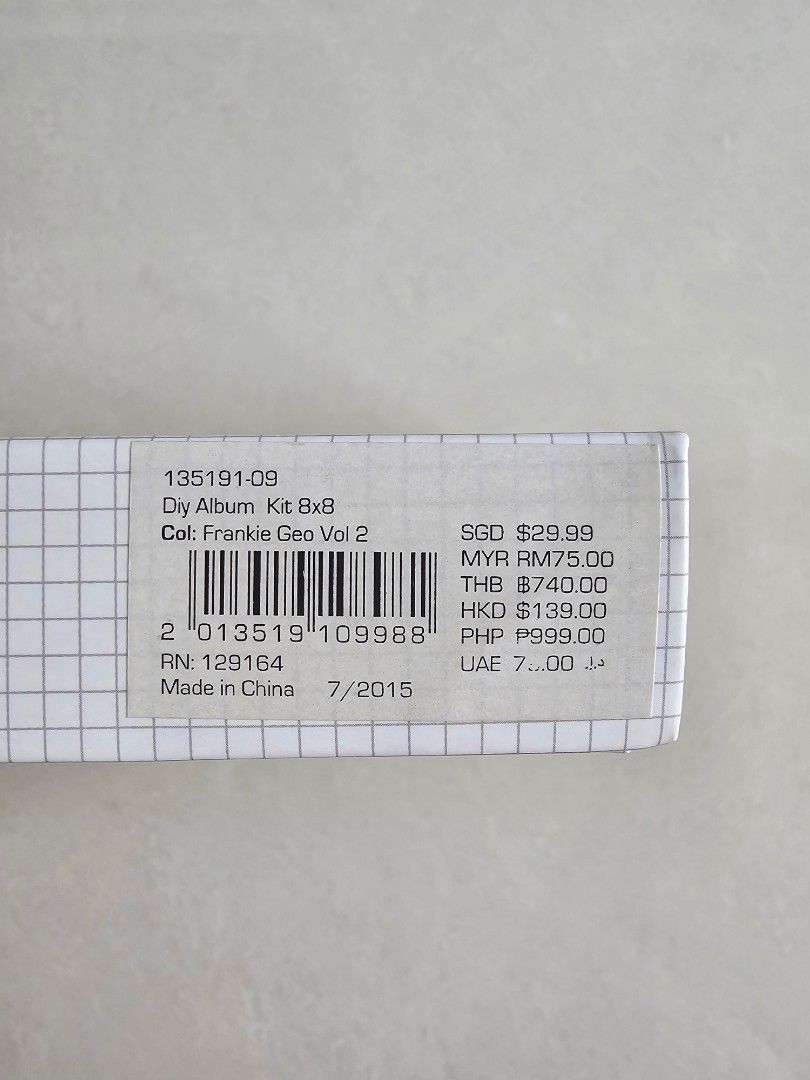 135191-09
Diy Album Kit 8x8
Col: Frankie Geo Vol 2
2 013519 109988
RN: 129164
Made in China 7/2015
SGD $29.99
MYR RM75.00
THB ฿740.00
HKD $139.00
PHP ₱999.00
UAE د.إ